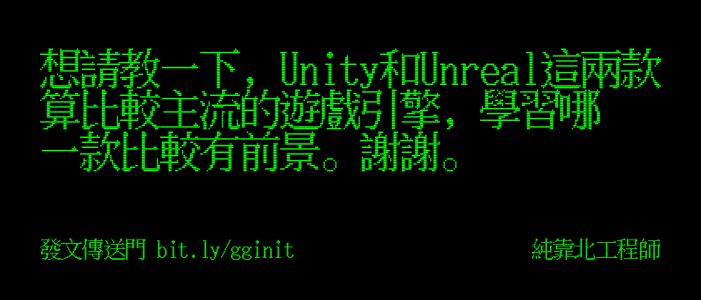 想請教一下, Unity和Unreal這兩款
算比較主流的遊戲引擎, 學習哪
一款比較有前景。謝謝。
發文傳送門 bit.ly/gginit
純靠北工程師